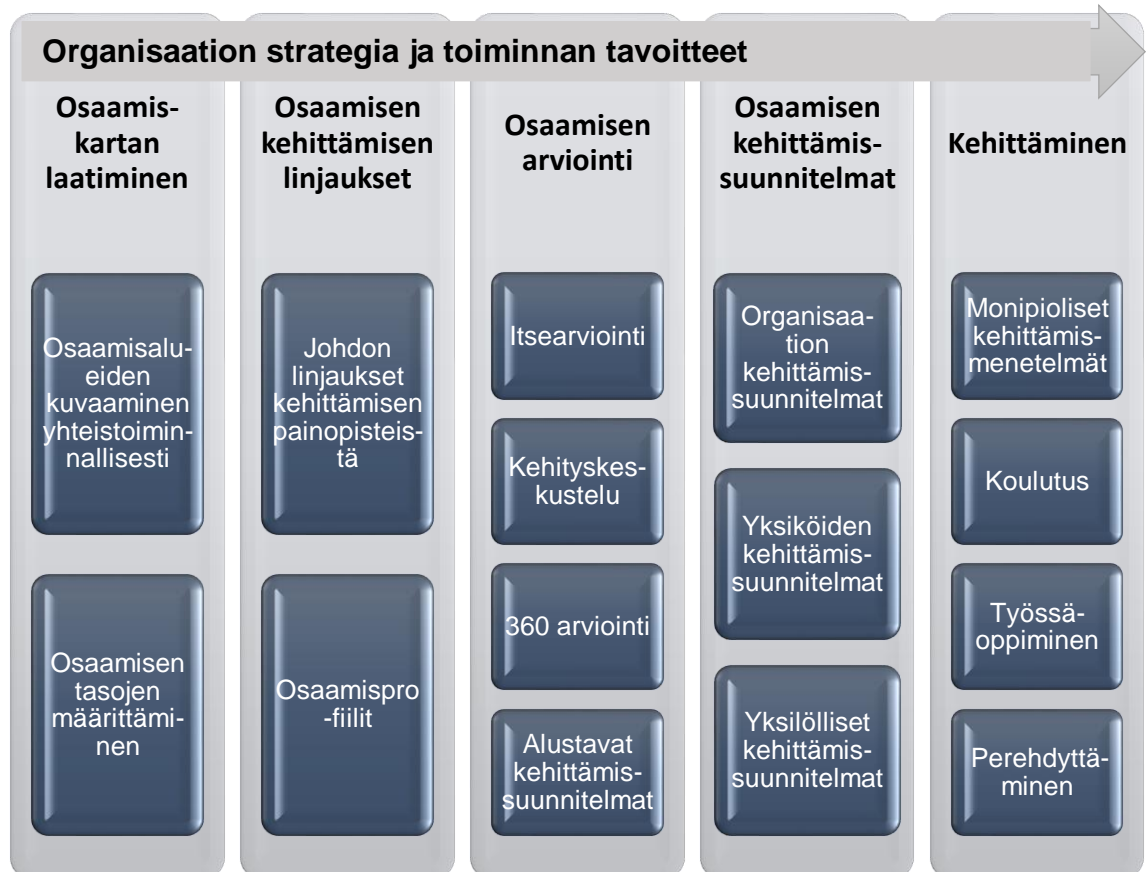 Organisaation strategia ja toiminnan tavoitteet
Osaamis-
kartan
laatiminen
Osaamisalu-
eiden
kuvaaminen
yhteistoimin-
nallisesti
Osaamisen
tasojen
määrittämi-
nen
Osaamisen
kehittämisen
linjaukset
Johdon
linjaukset
kehittämisen
painopisteis-
tä
Osaamispro
-fiilit
Osaamisen
arviointi
Itsearviointi
Kehityskes-
kustelu
360 arviointi
Alustavat
kehittämis-
suunnitelmat
Osaamisen
kehittämis-
suunnitelmat
Organisaa-
tion
kehittämis-
suunnitelmat
Yksiköiden
kehittämis-
suunnitelmat
Yksilölliset
kehittämis-
suunnitelmat
Kehittäminen
Monipioliset
kehittämis-
menetelmät
Koulutus
Työssä-
oppiminen
Perehdyttä-
minen